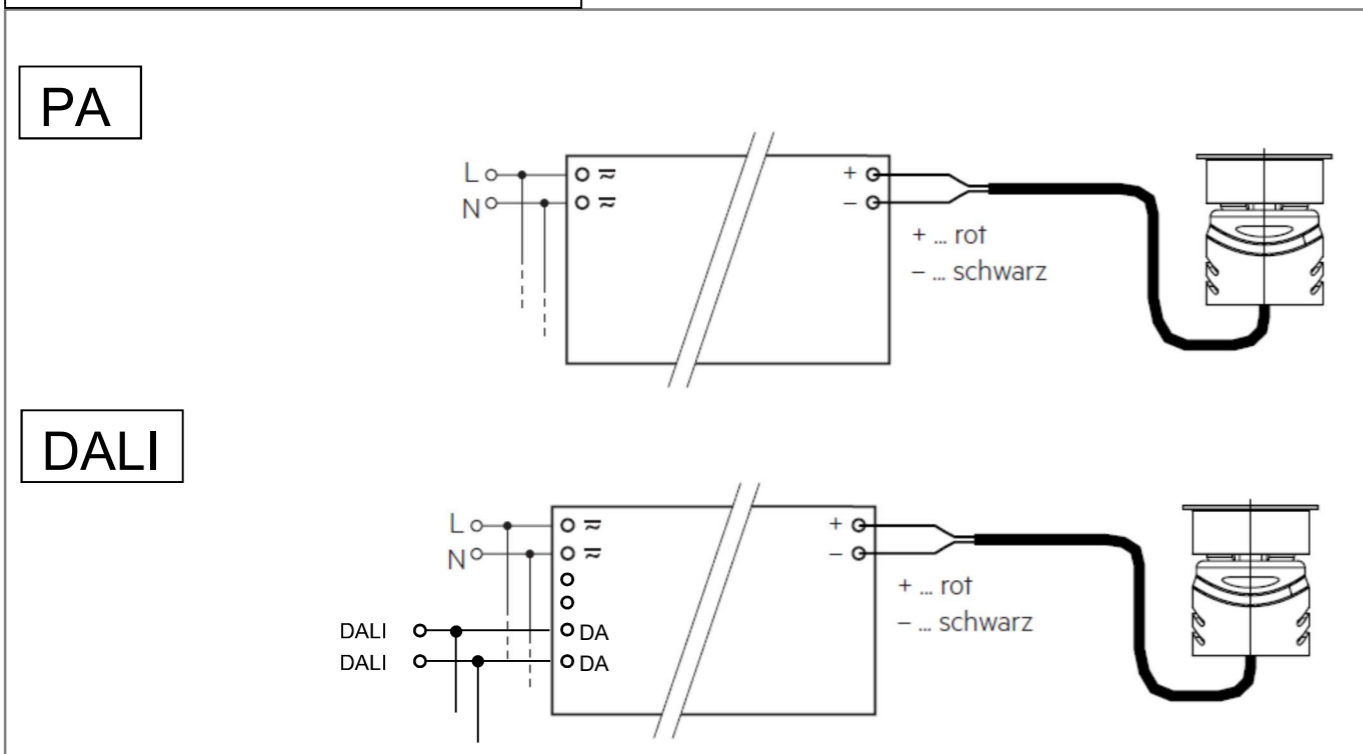 PA
L
N
+
–
+ ... rot
– ... schwarz
DALI
L
N
+
–
+ ... rot
– ... schwarz
DALI DA
DALI DA